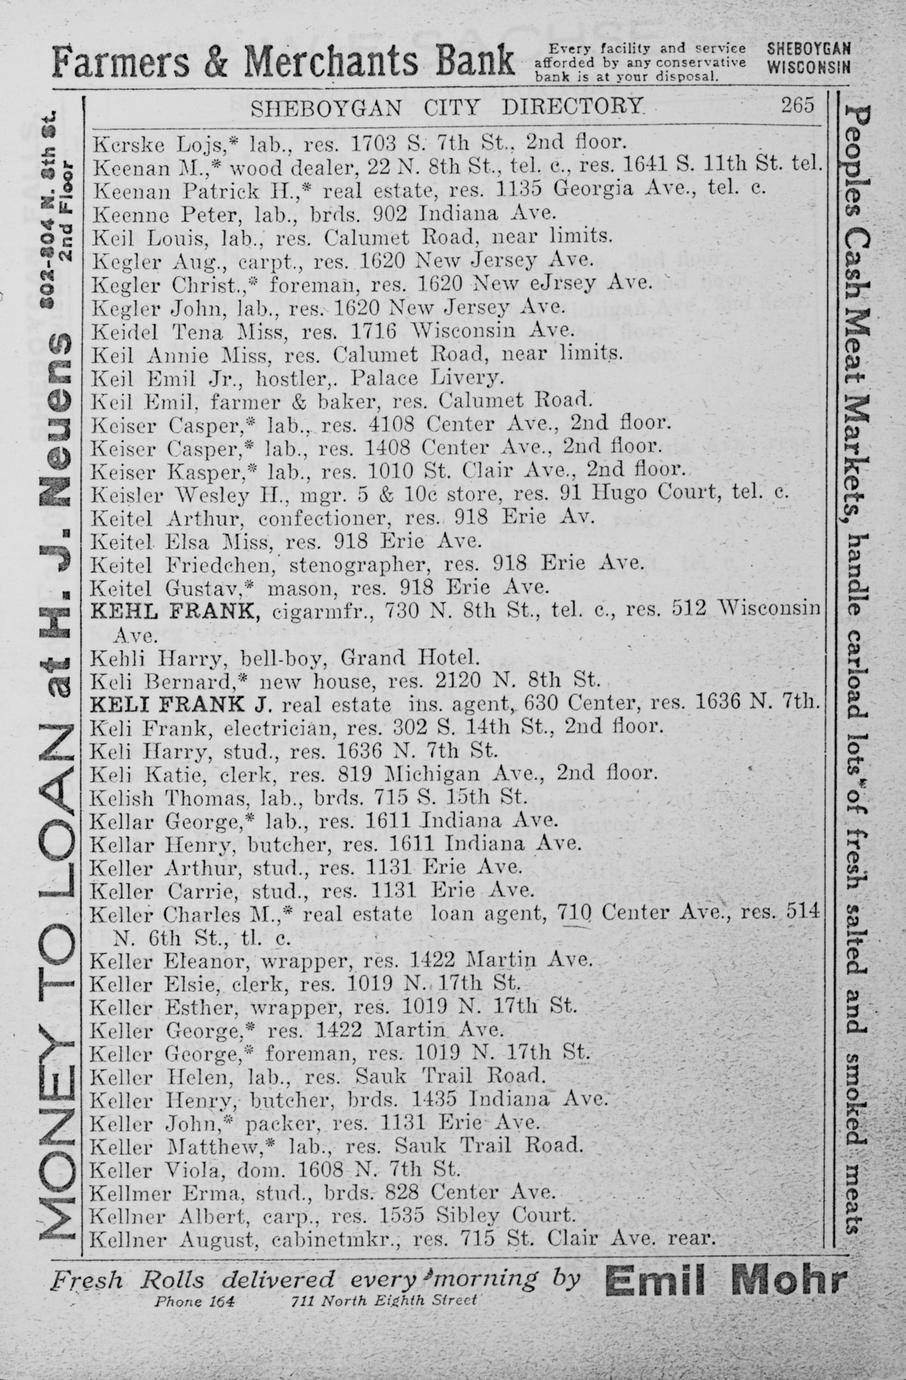 Farmers & Merchants Bank
Every facility and service
afforded by any conservative
bank is at your disposal.
SHEBOYGAN
WISCONSIN
SHEBOYGAN CITY DIRECTORY 265
Kerske Lojs,* lab., res. 1703 S. 7th St., 2nd floor.
Keenan M.,* wood dealer, 22 N. 8th St., tel. c., res. 1641 S. 11th St. tel.
Keenan Patrick H.,* real estate, res. 1135 Georgia Ave., tel. c.
Keenne Peter, lab., brds. 902 Indiana Ave.
Keil Louis, lab., res. Calumet Road, near limits.
Kegler Aug., carpt., res. 1620 New Jersey Ave.
Kegler Christ.,* foreman, res. 1620 New eJrsey Ave.
Kegler John, lab., res. 1620 New Jersey Ave.
Keidel Tena Miss, res. 1716 Wisconsin Ave.
Keil Annie Miss, res. Calumet Road, near limits.
Keil Emil Jr., hostler,. Palace Livery.
Keil Emil, farmer & baker, res. Calumet Road.
Keiser Casper,* lab., res. 4108 Center Ave., 2nd floor.
Keiser Casper,* lab., res. 1408 Center Ave., 2nd floor.
Keiser Kasper,* lab., res. 1010 St. Clair Ave., 2nd floor.
Keisler Wesley H., mgr. 5 & 10c store, res. 91 Hugo Court, tel. c.
Keitel Arthur, confectioner, res. 918 Erie Av.
Keitel Elsa Miss, res. 918 Erie Ave.
Keitel Friedchen, stenographer, res. 918 Erie Ave.
Keitel Gustav,* mason, res. 918 Erie Ave.
KEHL FRANK, cigarmfr., 730 N. 8th St., tel. c., res. 512 Wisconsin
Ave.
Kehli Harry, bell-boy, Grand Hotel.
Keli Bernard,* new house, res. 2120 N. 8th St.
KELI FRANK J. real estate ins. agent, 630 Center, res. 1636 N. 7th.
Keli Frank, electrician, res. 302 S. 14th St., 2nd floor.
Keli Harry, stud., res. 1636 N. 7th St.
Keli Katie, clerk, res. 819 Michigan Ave., 2nd floor.
Kelish Thomas, lab., brds. 715 S. 15th St.
Kellar George,* lab., res. 1611 Indiana Ave.
Kellar Henry, butcher, res. 1611 Indiana Ave.
Keller Arthur, stud., res. 1131 Erie Ave.
Keller Carrie, stud., res. 1131 Erie Ave.
Keller Charles M.,* real estate loan agent, 710 Center Ave., res. 514
N. 6th St., tl. c.
Keller Eleanor, wrapper, res. 1422 Martin Ave.
Keller Elsie, clerk, res. 1019 N. 17th St.
Keller Esther, wrapper, res. 1019 N. 17th St.
Keller George,* res. 1422 Martin Ave.
Keller George,* foreman, res. 1019 N. 17th St.
Keller Helen, lab., res. Sauk Trail Road.
Keller Henry, butcher, brds. 1435 Indiana Ave.
Keller John,* packer, res. 1131 Erie Ave.
Keller Matthew,* lab., res. Sauk Trail Road.
Keller Viola, dom. 1608 N. 7th St.
Kellmer Erma, stud., brds. 828 Center Ave.
Kellner Albert, carp., res. 1535 Sibley Court.
Kellner August, cabinetmkr., res. 715 St. Clair Ave. rear.
MONEY TO LOAN at H. J. Neuens 802-804 N. 8th St.
2nd Floor
Peoples Cash Meat Markets, handle carload lots of fresh salted and smoked meats
Fresh Rolls delivered every morning by Emil Mohr
Phone 164 711 North Eighth Street